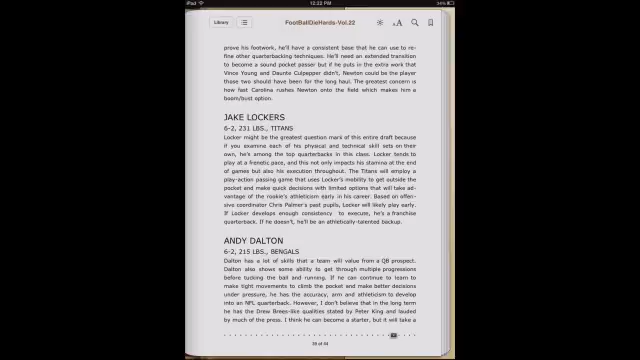 iPad
12:22 PM
34%
Library
FootBallDieHards-Vol.22
AA
prove his footwork, he'll have a consistent base that he can use to re-
fine other quarterbacking techniques. He'll need an extended transition
to become a sound pocket passer but if he puts in the extra work that
Vince Young and Daunte Culpepper didn't, Newton could be the player
those two should have been for the long haul. The greatest concern is
how fast Carolina rushes Newton onto the field which makes him a
boom/bust option.
JAKE LOCKERS
6-2, 231 LBS., TITANS
Locker might be the greatest question mark of this entire draft because
if you examine each of his physical and technical skill sets on their
own, he's among the top quarterbacks in this class. Locker tends to
play at a frenetic pace, and this not only impacts his stamina at the end
of games but also his execution throughout. The Titans will employ a
play-action passing game that uses Locker's mobility to get outside the
pocket and make quick decisions with limited options that will take ad-
vantage of the rookie's athleticism early in his career. Based on offen-
sive coordinator Chris Palmer's past pupils, Locker will likely play early.
If Locker develops enough consistency to execute, he's a franchise
quarterback. If he doesn't, he'll be an athletically-talented backup.
ANDY DALTON
6-2, 215 LBS., BENGALS
Dalton has a lot of skills that a team will value from a QB prospect.
Dalton also shows some ability to get through multiple progressions
before tucking the ball and running. If he can continue to learn to
make tight movements to climb the pocket and make better decisions
under pressure, he has the accuracy, arm and athleticism to develop
into an NFL quarterback. However, I don't believe that in the long term
he has the Drew Brees-like qualities stated by Peter King and lauded
by much of the press. I think he can become a starter, but it will take a
39 of 44